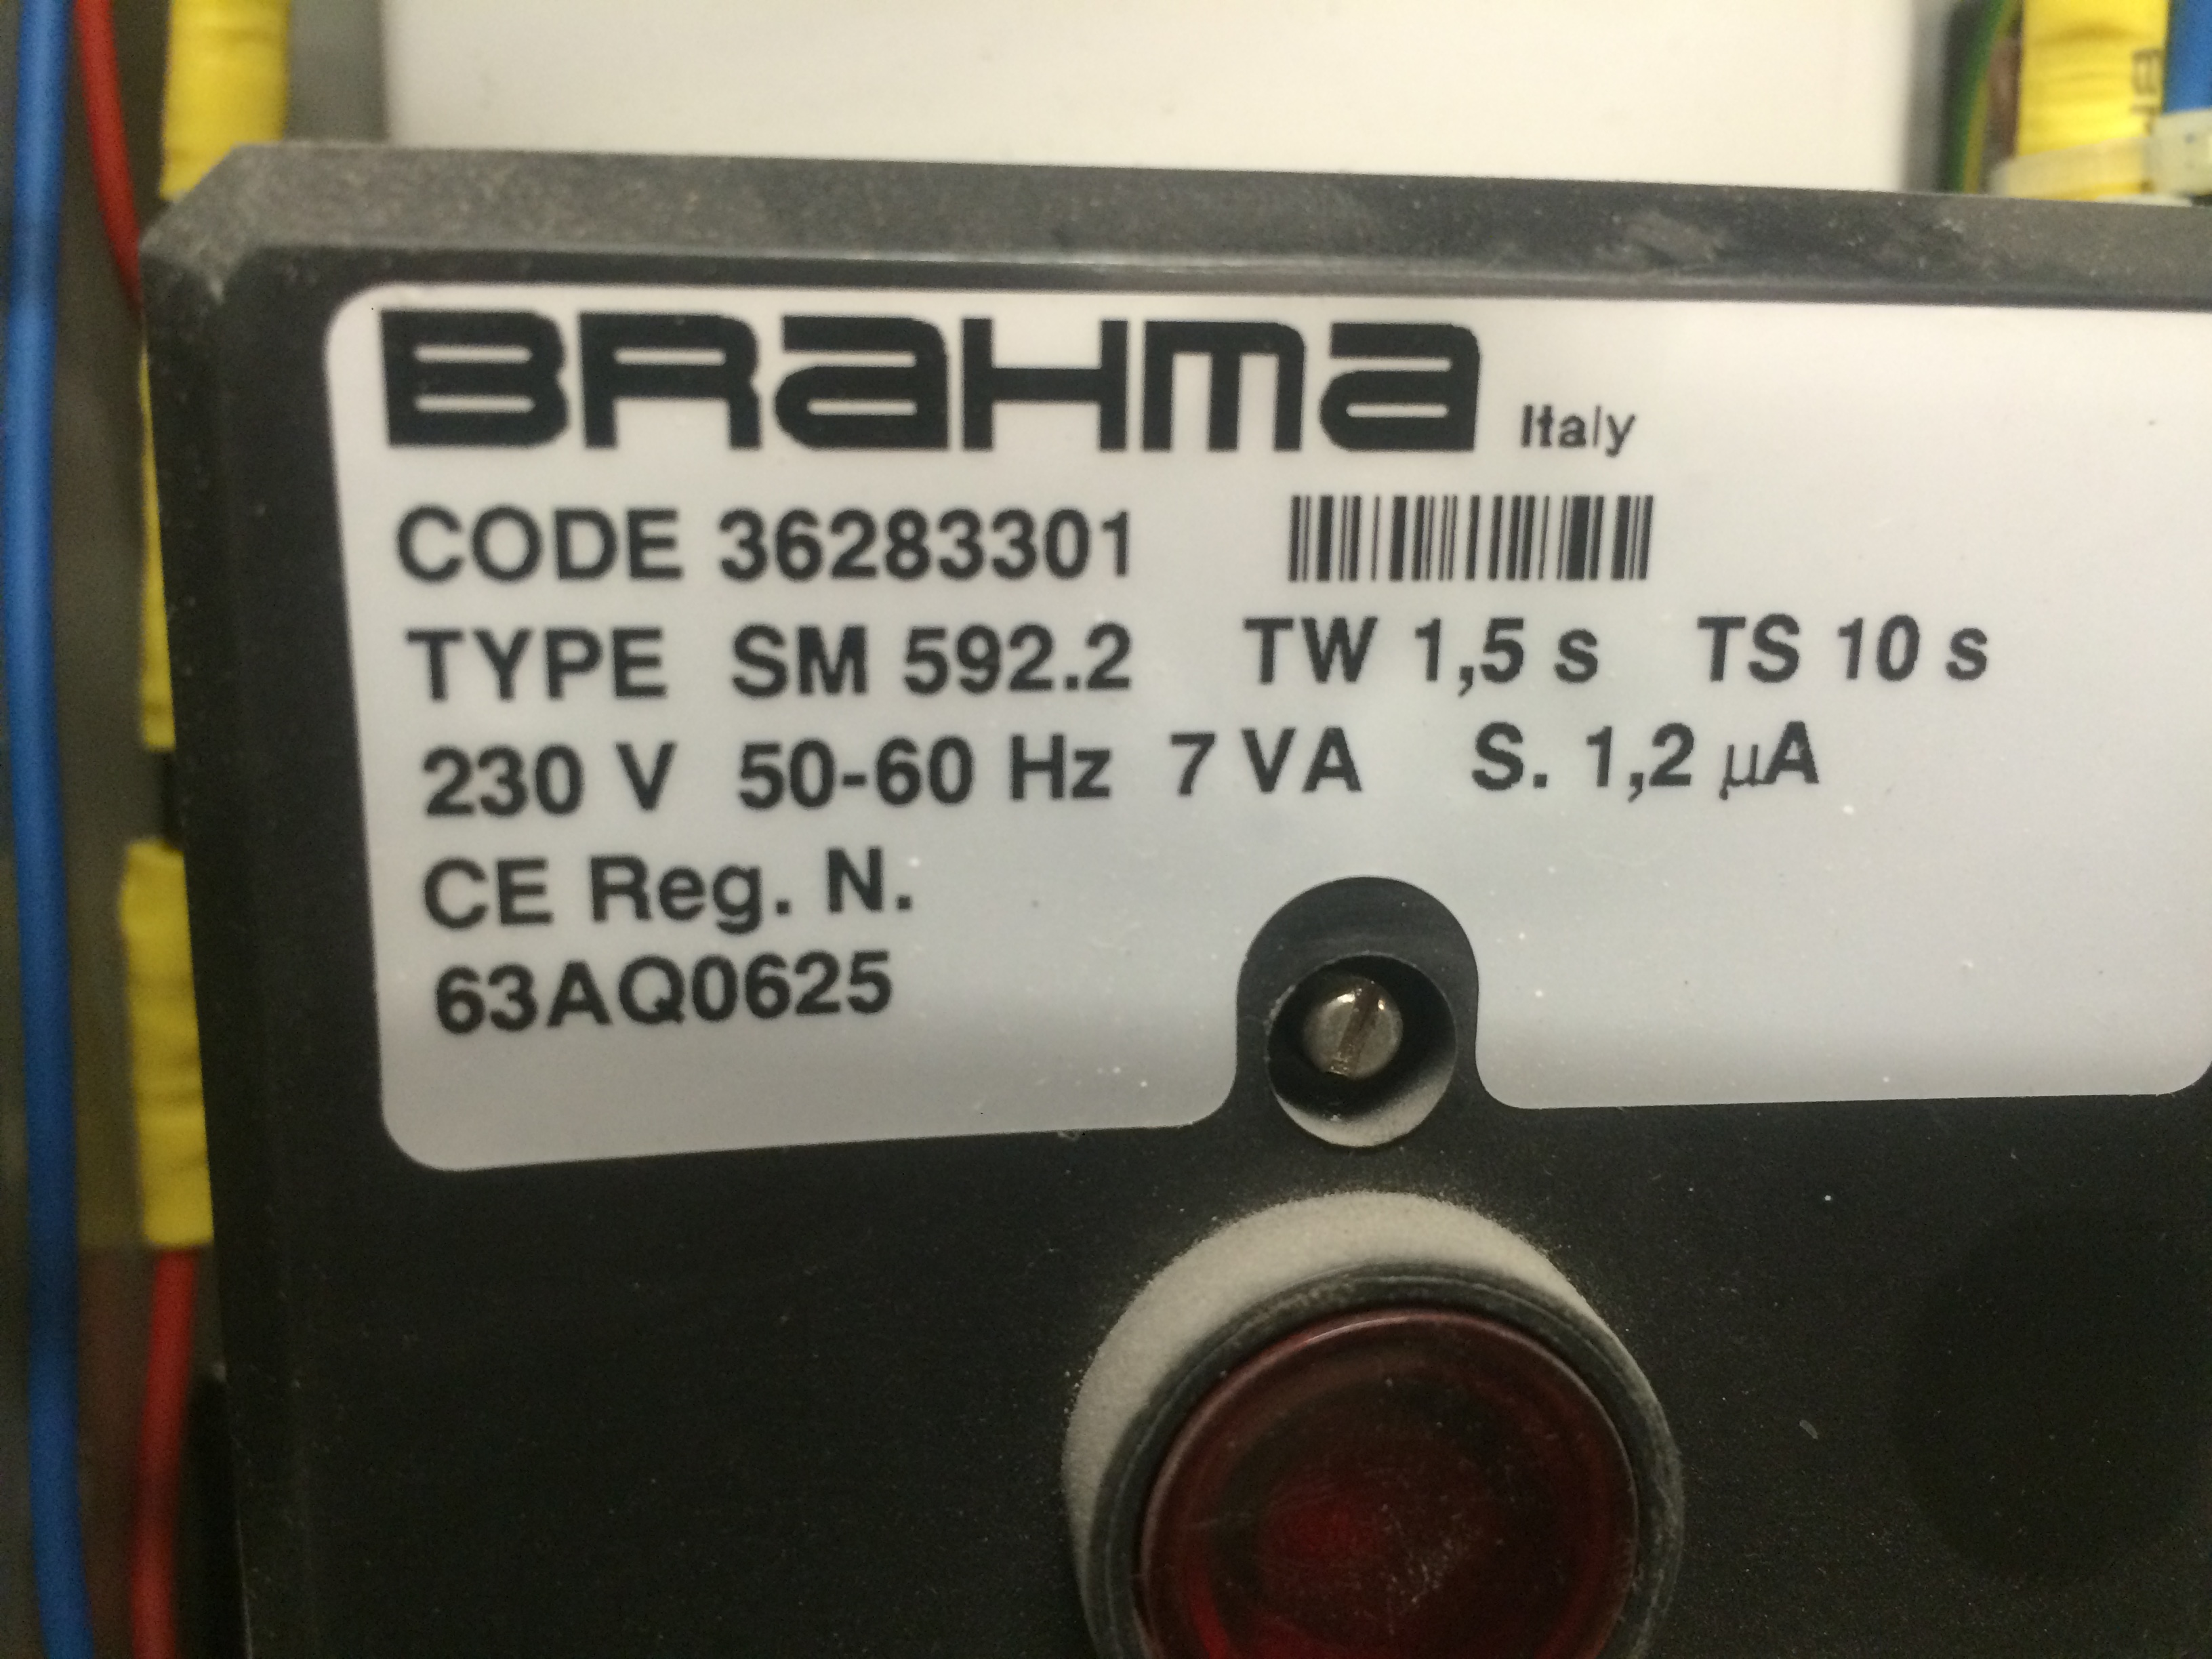 BRAHMA Italy
CODE 36283301
TYPE SM 592.2 TW 1,5 s TS 10 s
230 V 50-60 Hz 7 VA S. 1,2 µA
CE Reg. N.
63AQ0625